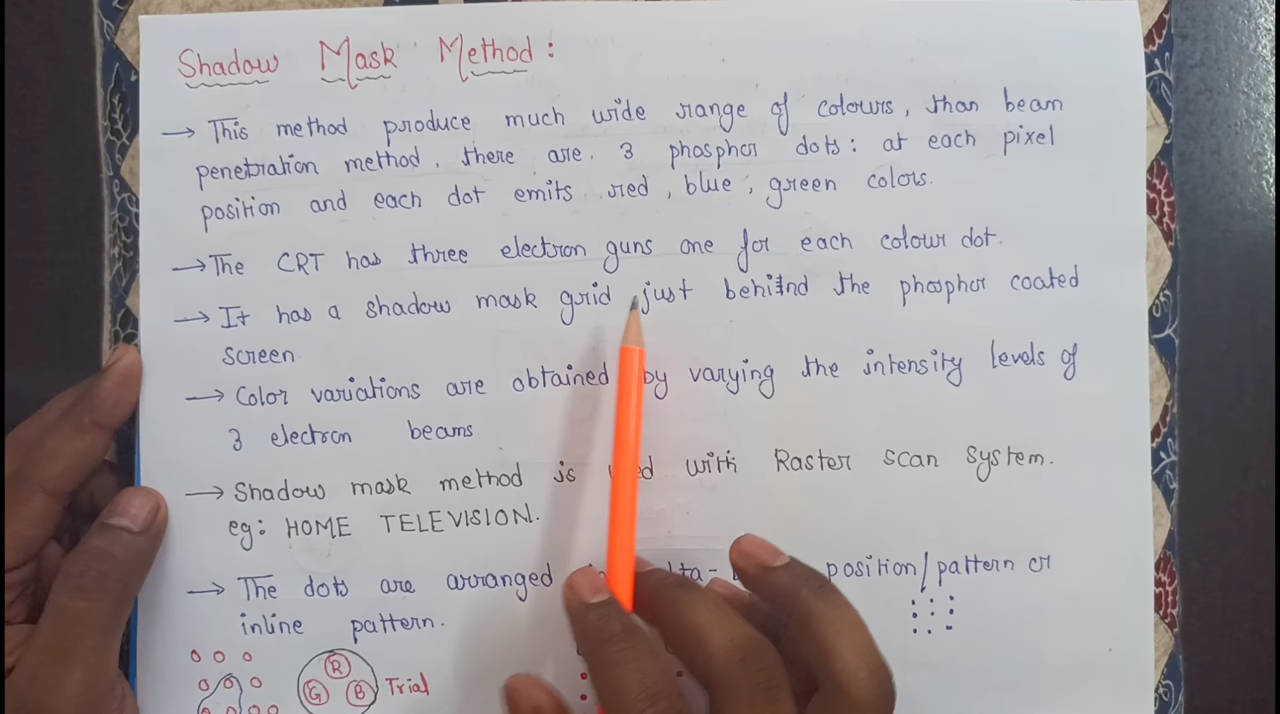 Shadow Mask Method:
→ This method produce much wide range of colours, than beam
penetration method. there are. 3 phosphor dots: at each pixel
position and each dot emits red, blue, green colors.
→ The CRT has three electron guns one for each colour dot.
→ It has a shadow mask grid just behind the phosphor coated
screen
→ Color variations are obtained by varying the intensity levels of
3 electron beams
→ Shadow mask method is with Raster scan system.
eg: HOME TELEVISION.
→ The dots are arranged position/pattern or
inline pattern.
R
G B Trial